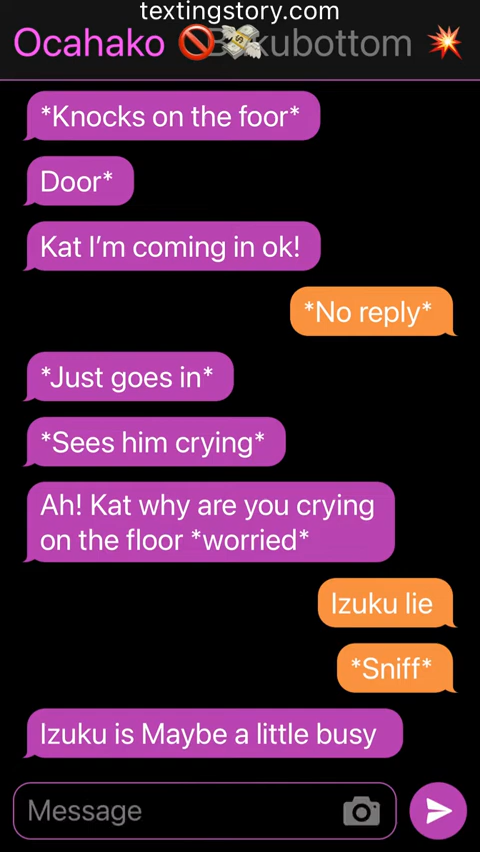 textingstory.com
Ocahako 🚫💸kubottom 💥
*Knocks on the foor*
Door*
Kat I'm coming in ok!
*No reply*
*Just goes in*
*Sees him crying*
Ah! Kat why are you crying
on the floor *worried*
Izuku lie
*Sniff*
Izuku is Maybe a little busy
Message